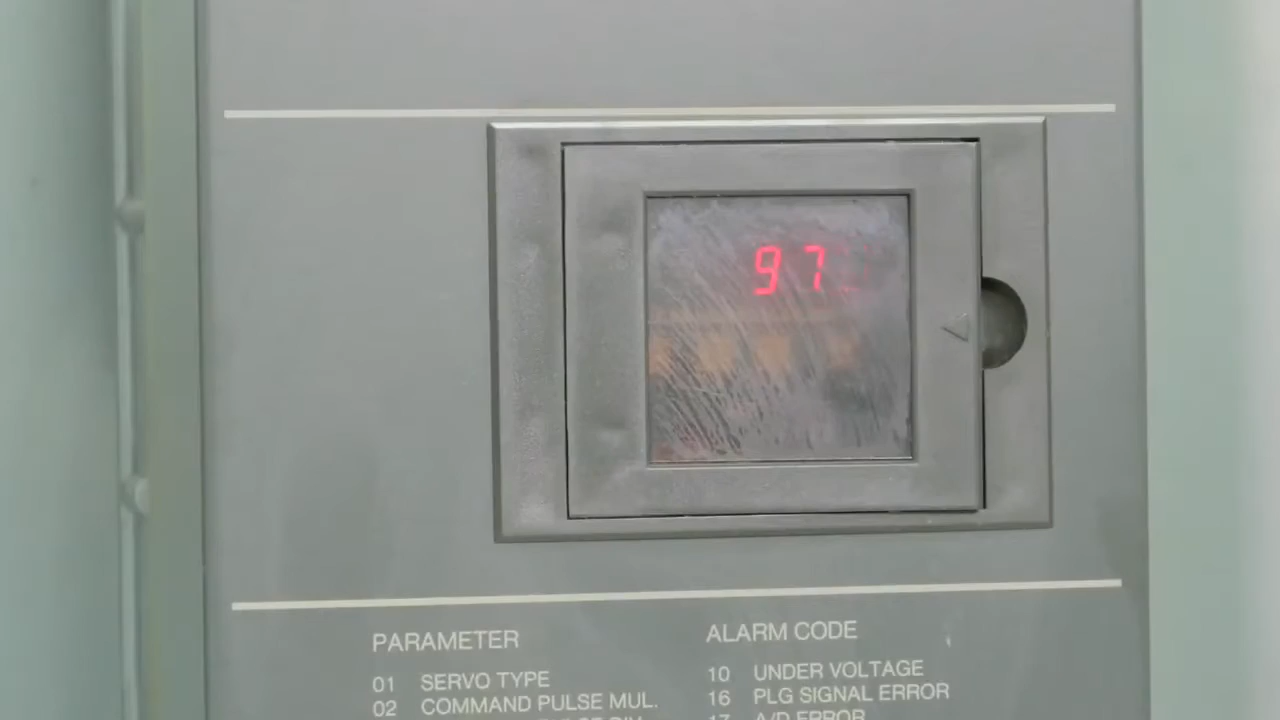 97
PARAMETER
01 SERVO TYPE
02 COMMAND PULSE MUL.
ALARM CODE
10 UNDER VOLTAGE
16 PLG SIGNAL ERROR
17 A/D ERROR